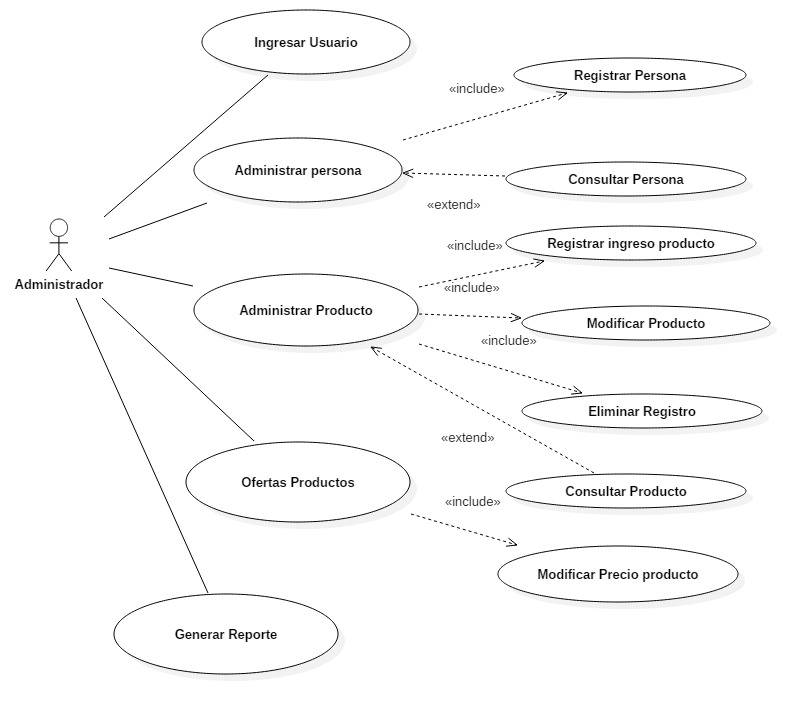 Ingresar Usuario
Registrar Persona
«include»
Administrar persona
Consultar Persona
«extend»
Registrar ingreso producto
«include»
Administrador
«include»
Administrar Producto
Modificar Producto
«include»
Eliminar Registro
«extend»
Ofertas Productos
Consultar Producto
«include»
Modificar Precio producto
Generar Reporte